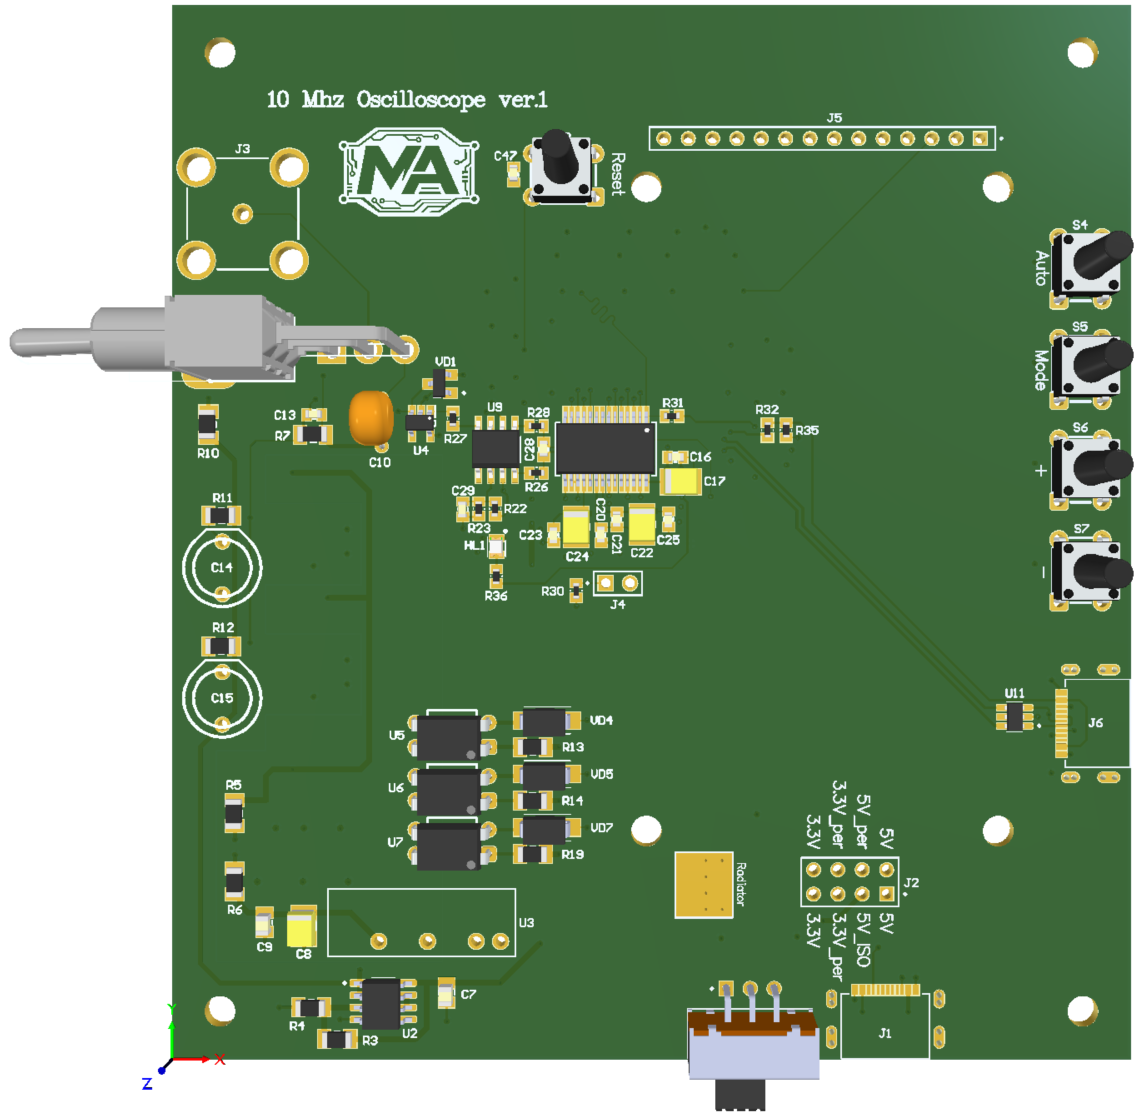 10 Mhz Oscilloscope ver.1
J3
MA
C47
Reset
J5
S4
Auto
S5
Mode
S6
+
S7
-
VD1
C13
R7
R10
C10
U4
R27
U9
R28
C28
R26
R31
R32
R35
C16
C17
C29
R23
R22
HL1
R36
C23
C24
C20
C21
C22
C25
R30
J4
R11
C14
R12
C15
U11
J6
U5
VD4
R13
U6
VD5
R14
U7
VD7
R19
R5
R6
C9
C8
U3
Radiator
3.3V
3.3V_per
5V_per
5V
J2
3.3V
3.3V_per
5V_ISO
5V
C7
R4
R3
U2
J1
Y
X
Z